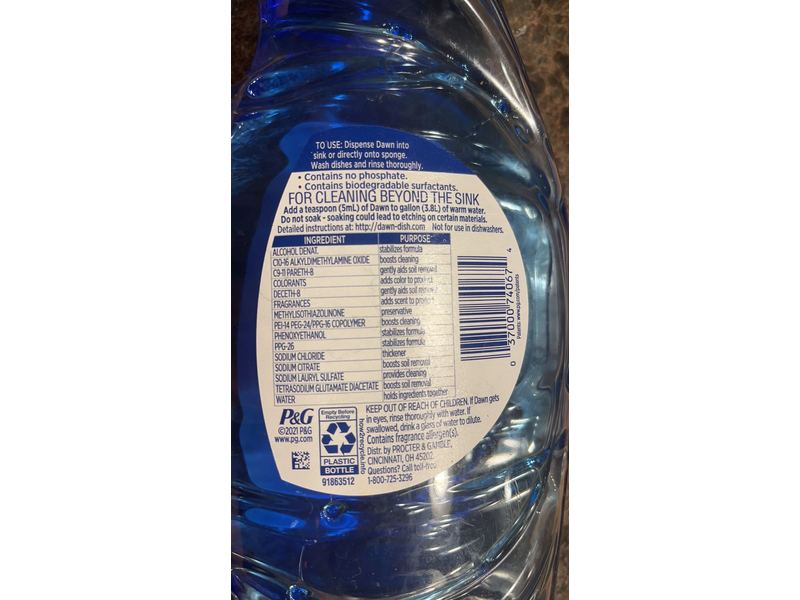 TO USE: Dispense Dawn into
sink or directly onto sponge.
Wash dishes and rinse thoroughly.
• Contains no phosphate.
• Contains biodegradable surfactants.
FOR CLEANING BEYOND THE SINK
Add a teaspoon (5mL) of Dawn to gallon (3.8L) of warm water.
Do not soak - soaking could lead to etching on certain materials.
Detailed instructions at: http://dawn-dish.com Not for use in dishwashers.
INGREDIENT PURPOSE
ALCOHOL DENAT. stabilizes formula
C10-16 ALKYLDIMETHYLAMINE OXIDE boosts cleaning
C9-11 PARETH-8 gently aids soil removal
COLORANTS adds color to product
DECETH-8 gently aids soil removal
FRAGRANCES adds scent to product
METHYLISOTHIAZOLINONE preservative
PEI-14 PEG-24/PPG-16 COPOLYMER boosts cleaning
PHENOXYETHANOL stabilizes formula
PPG-26 stabilizes formula
SODIUM CHLORIDE thickener
SODIUM CITRATE boosts soil removal
SODIUM LAURYL SULFATE provides cleaning
TETRASODIUM GLUTAMATE DIACETATE boosts soil removal
WATER holds ingredients together
0 37000 74067 4
Patents: www.pg.com/patents
P&G
©2021 P&G
www.pg.com
Empty Before
Recycling
PLASTIC
BOTTLE
how2recycle.info
91863512
KEEP OUT OF REACH OF CHILDREN. If Dawn gets
in eyes, rinse thoroughly with water. If
swallowed, drink a glass of water to dilute.
Contains fragrance allergen(s).
Distr. by PROCTER & GAMBLE,
CINCINNATI, OH 45202
Questions? Call toll-free
1-800-725-3296